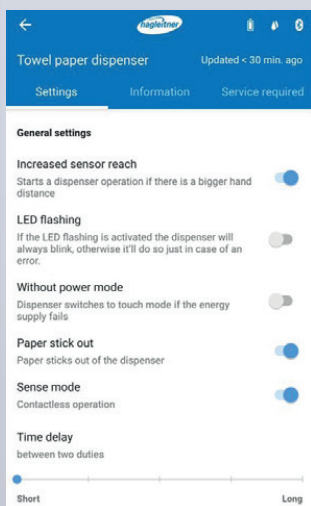 hagleitner
Towel paper dispenser
Updated < 30 min. ago
Settings
Information
Service required
General settings
Increased sensor reach
Starts a dispenser operation if there is a bigger hand
distance
LED flashing
If the LED flashing is activated the dispenser will
always blink, otherwise it'll do so just in case of an
error.
Without power mode
Dispenser switches to touch mode if the energy
supply fails
Paper stick out
Paper sticks out of the dispenser
Sense mode
Contactless operation
Time delay
between two duties
Short
Long